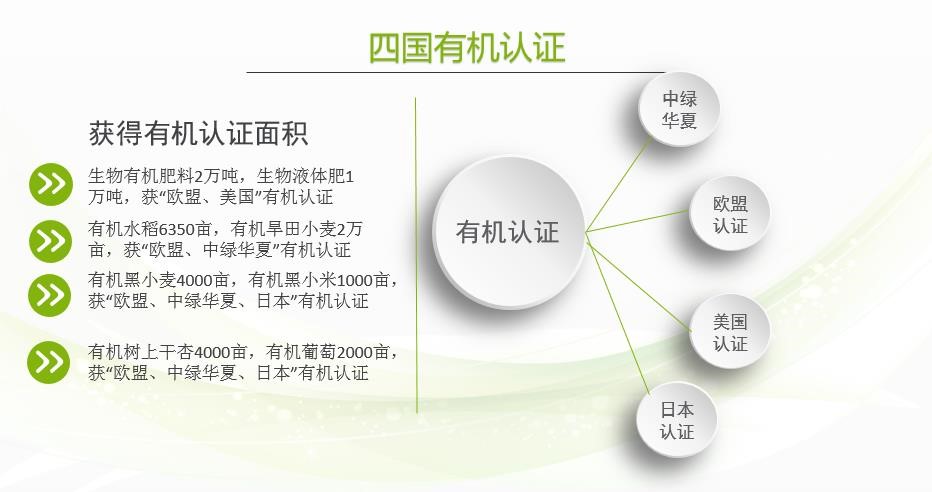 四国有机认证
获得有机认证面积
生物有机肥料2万吨，生物液体肥1
万吨，获“欧盟、美国”有机认证
有机水稻6350亩，有机旱田小麦2万
亩，获“欧盟、中绿华夏”有机认证
有机黑小麦4000亩，有机黑小米1000亩，
获“欧盟、中绿华夏、日本”有机认证
有机树上干杏4000亩，有机葡萄2000亩，
获“欧盟、中绿华夏、日本”有机认证
有机认证
中绿
华夏
欧盟
认证
美国
认证
日本
认证